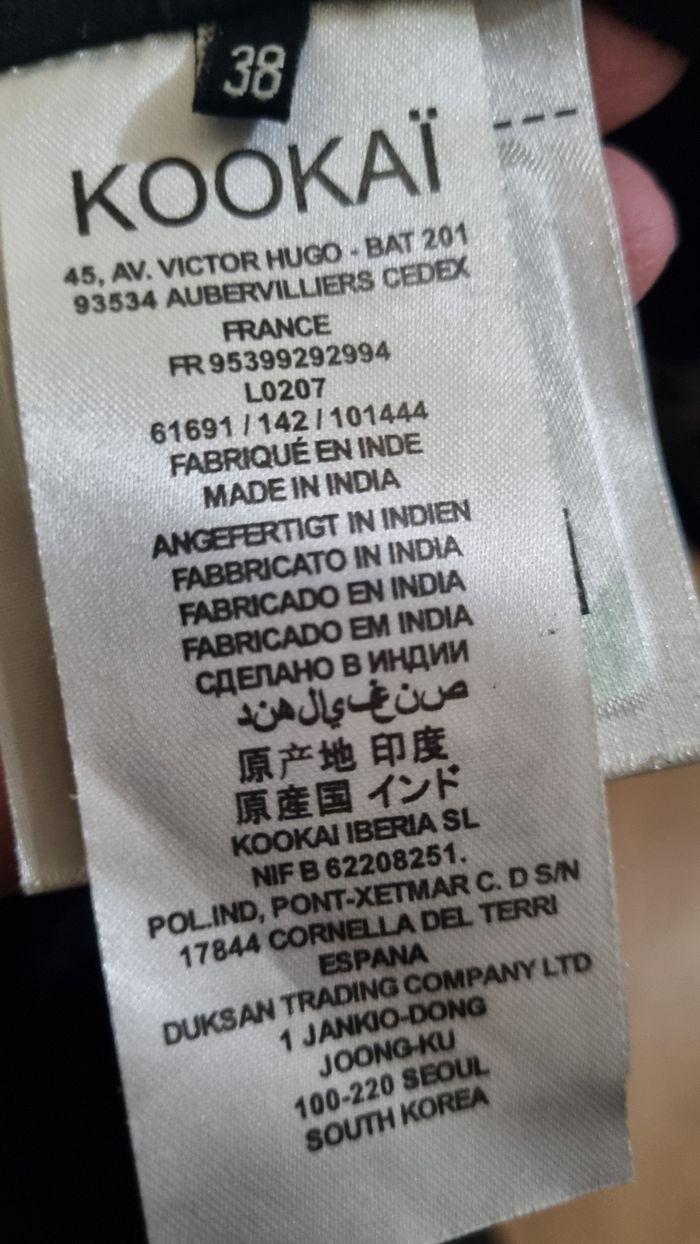 38
KOOKAÏ
45, AV. VICTOR HUGO - BAT 201
93534 AUBERVILLIERS CEDEX
FRANCE
FR 95399292994
L0207
61691 / 142 / 101444
FABRIQUÉ EN INDE
MADE IN INDIA
ANGEFERTIGT IN INDIEN
FABBRICATO IN INDIA
FABRICADO EN INDIA
FABRICADO EM INDIA
СДЕЛАНО В ИНДИИ
صنع في الهند
原产地 印度
原産国 インド
KOOKAI IBERIA SL
NIF B 62208251.
POL.IND, PONT-XETMAR C. D S/N
17844 CORNELLA DEL TERRI
ESPANA
DUKSAN TRADING COMPANY LTD
1 JANKIO-DONG
JOONG-KU
100-220 SEOUL
SOUTH KOREA